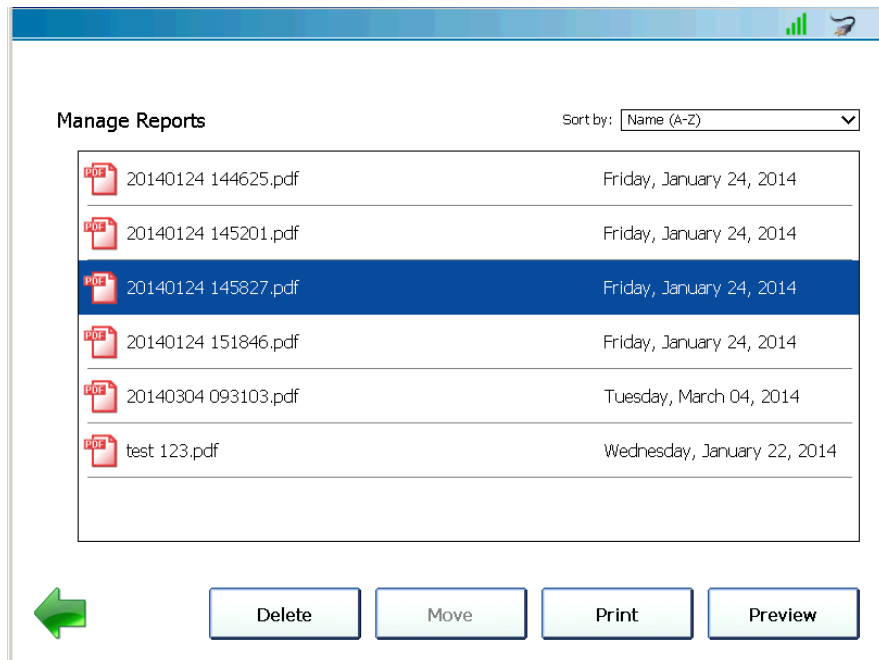 Manage Reports Sort by: Name (A-Z)
PDF 20140124 144625.pdf Friday, January 24, 2014
PDF 20140124 145201.pdf Friday, January 24, 2014
PDF 20140124 145827.pdf Friday, January 24, 2014
PDF 20140124 151846.pdf Friday, January 24, 2014
PDF 20140304 093103.pdf Tuesday, March 04, 2014
PDF test 123.pdf Wednesday, January 22, 2014
Delete Move Print Preview